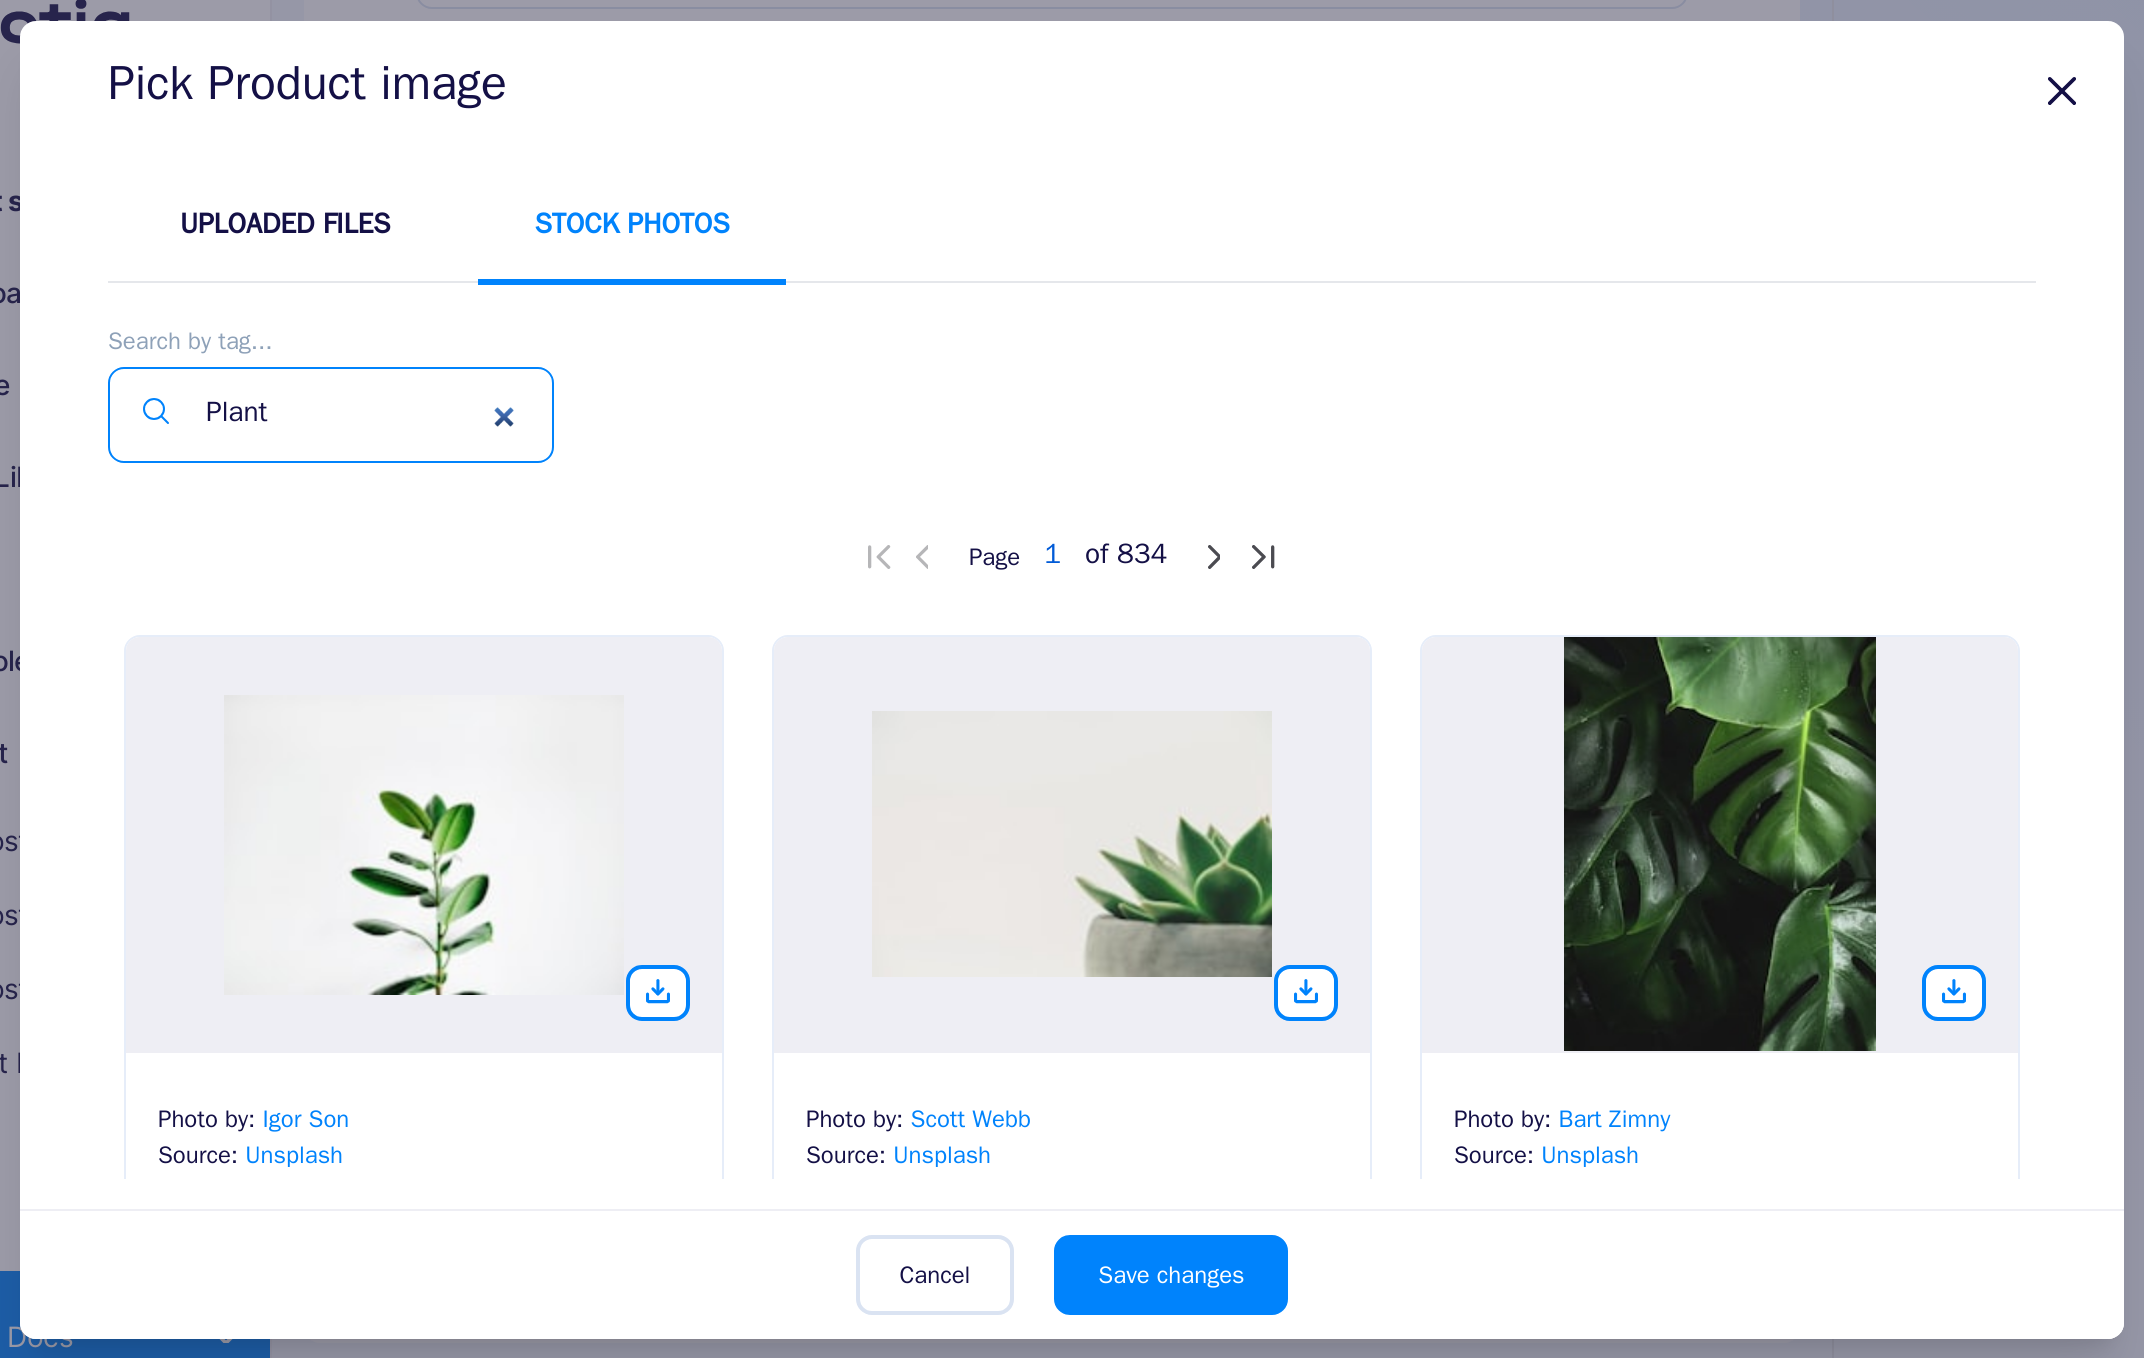 Pick Product image
UPLOADED FILES
STOCK PHOTOS
Search by tag...
Plant
Page 1 of 834
Photo by: Igor Son
Source: Unsplash
Photo by: Scott Webb
Source: Unsplash
Photo by: Bart Zimny
Source: Unsplash
Cancel
Save changes
Docs